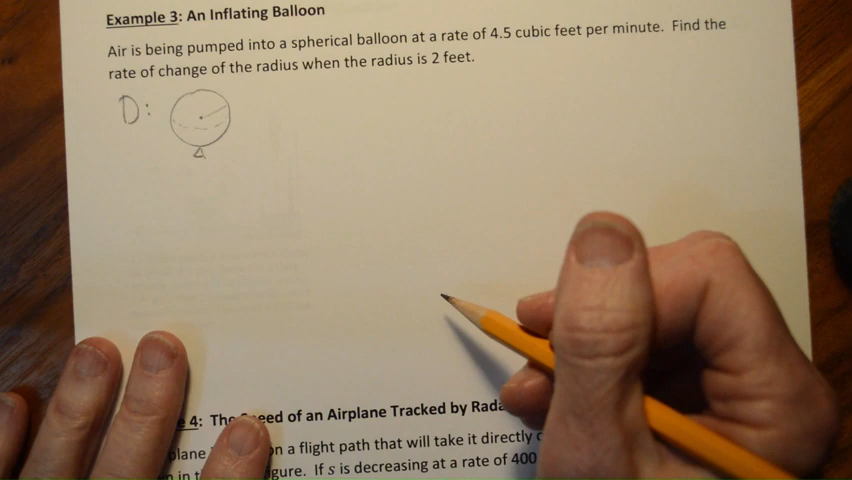 Example 3: An Inflating Balloon
Air is being pumped into a spherical balloon at a rate of 4.5 cubic feet per minute. Find the
rate of change of the radius when the radius is 2 feet.
D:
4: The Speed of an Airplane Tracked by
plane on a flight path that will take it directly
in If s is decreasing at a rate of 400